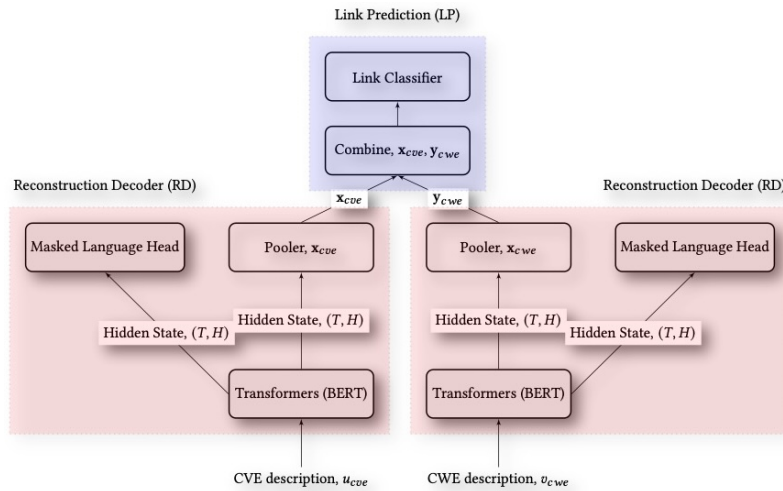 Link Prediction (LP)
Link Classifier
Combine, x_cve, y_cwe
Reconstruction Decoder (RD)
Reconstruction Decoder (RD)
x_cve
y_cwe
Masked Language Head
Pooler, x_cve
Pooler, x_cwe
Masked Language Head
Hidden State, (T, H)
Hidden State, (T, H)
Hidden State, (T, H)
Hidden State, (T, H)
Transformers (BERT)
Transformers (BERT)
CVE description, u_cve
CWE description, v_cwe